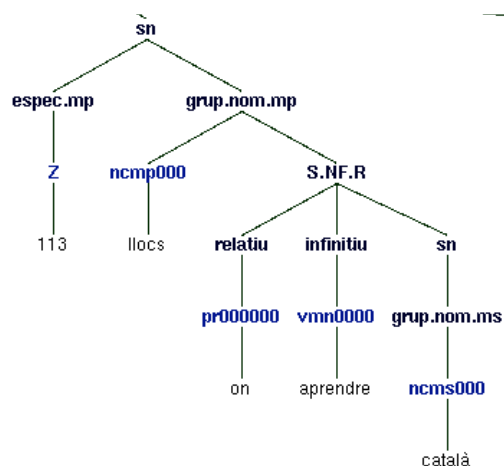 sn
espec.mp grup.nom.mp
Z ncmp000 S.NF.R
113 llocs relatiu infinitiu sn
pr000000 vmn0000 grup.nom.ms
on aprendre ncms000
català